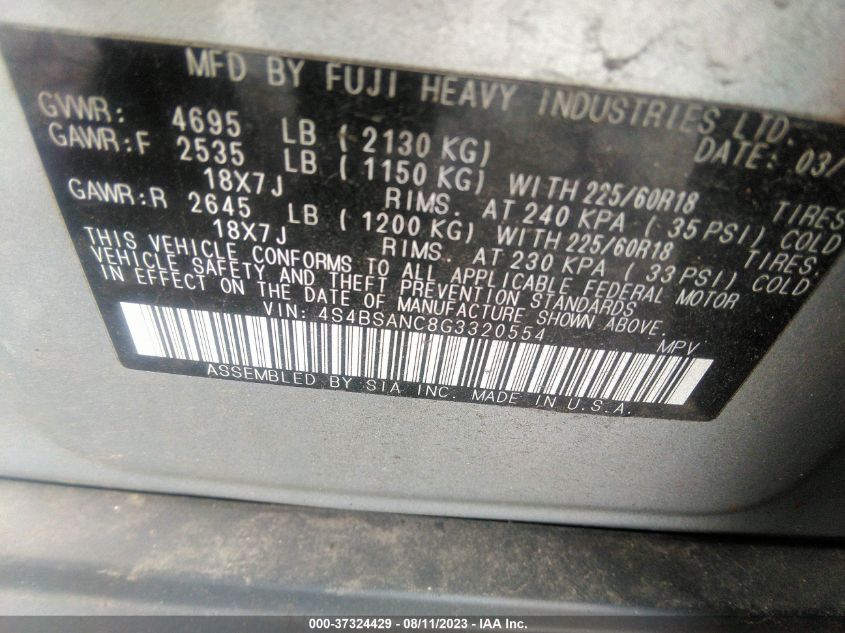 MFD BY FUJI HEAVY INDUSTRIES LTD.
GVWR: 4695 LB ( 2130 KG) DATE: 03/
GAWR:F 2535 LB ( 1150 KG) WITH 225/60R18 TIRES
18X7J RIMS. AT 240 KPA ( 35 PSI) COLD
GAWR:R 2645 LB ( 1200 KG) WITH 225/60R18 TIRES.
18X7J RIMS. AT 230 KPA ( 33 PSI) COLD
THIS VEHICLE CONFORMS TO ALL APPLICABLE FEDERAL MOTOR
VEHICLE SAFETY AND THEFT PREVENTION STANDARDS
IN EFFECT ON THE DATE OF MANUFACTURE SHOWN ABOVE.
VIN: 4S4BSANC8G3320554 MPV
ASSEMBLED BY SIA INC. MADE IN U.S.A.
000-37324429 - 08/11/2023 - IAA Inc.